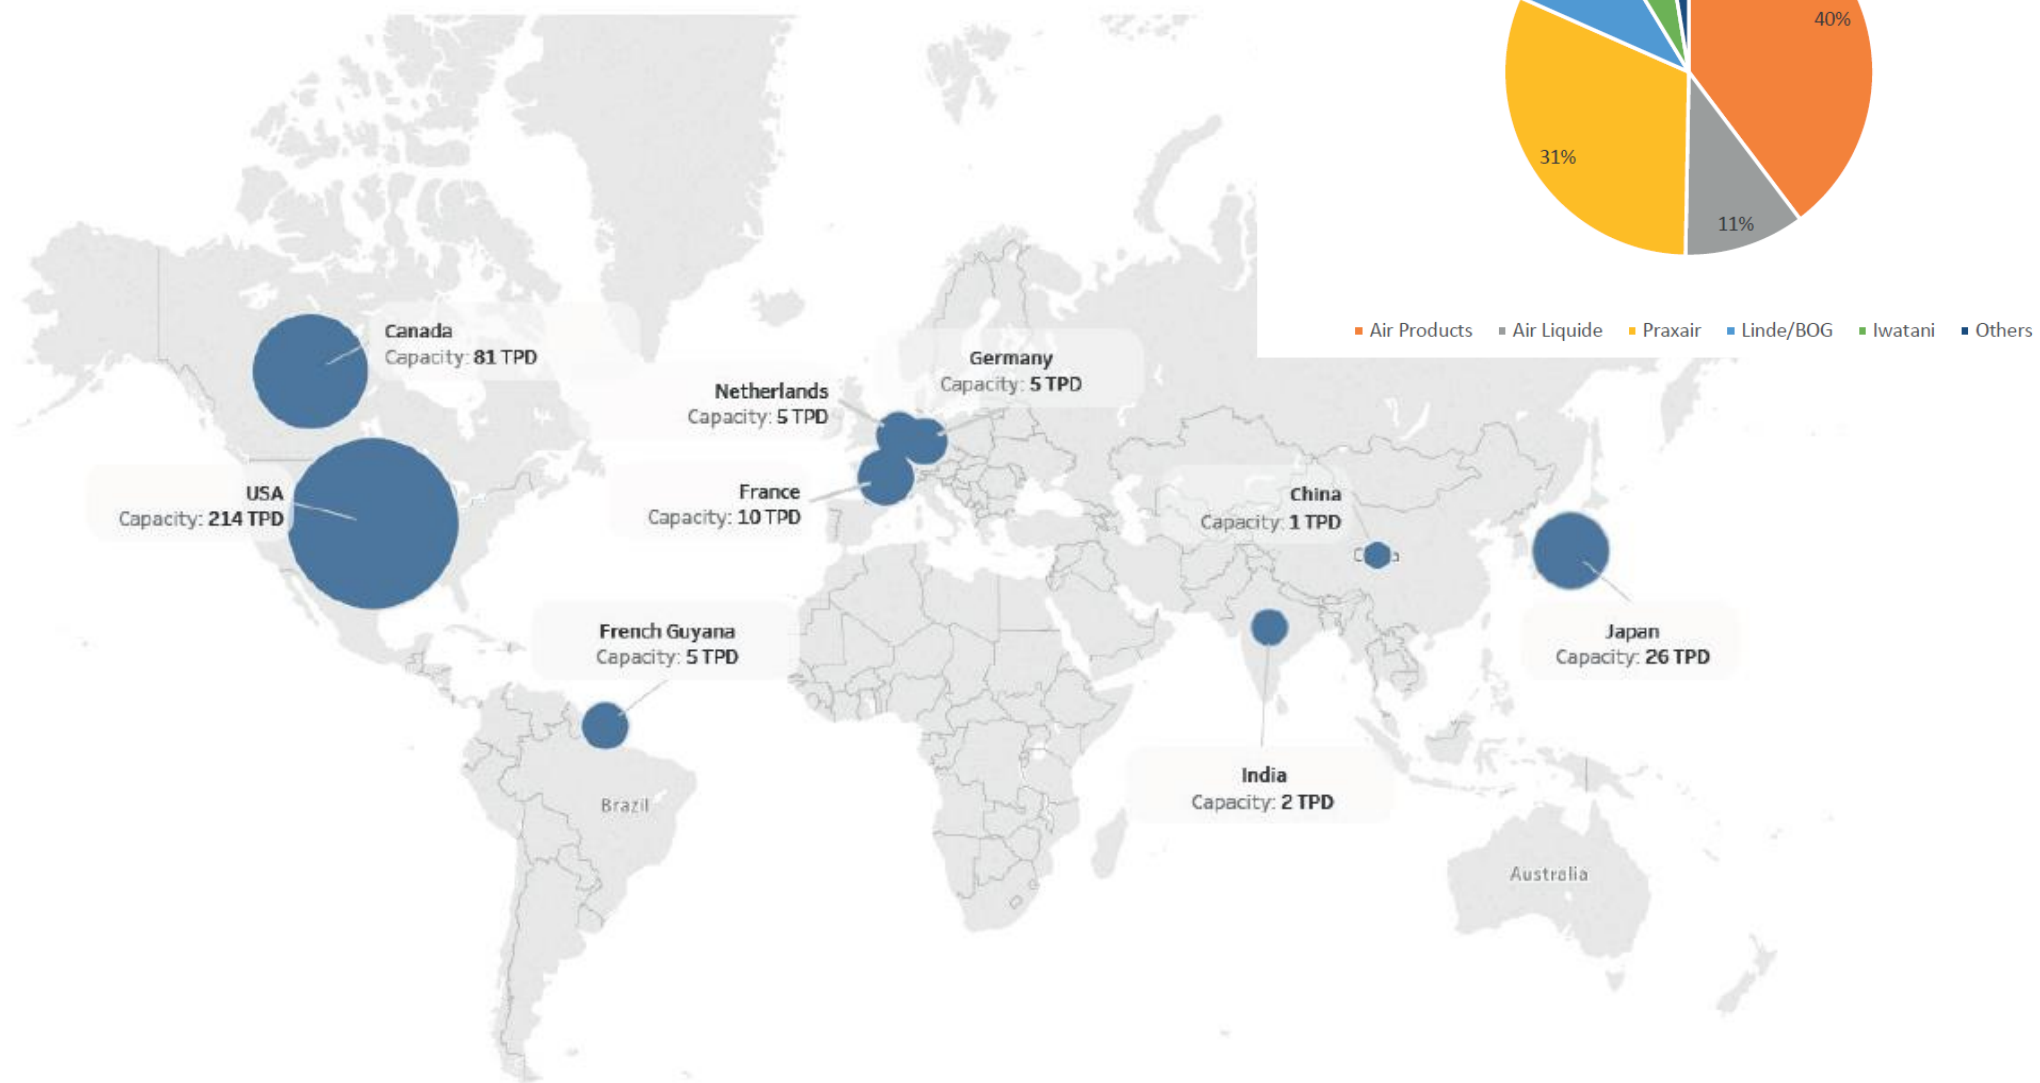 40%
31%
11%
Air Products Air Liquide Praxair Linde/BOG Iwatani Others
Canada
Capacity: 81 TPD
Germany
Capacity: 5 TPD
Netherlands
Capacity: 5 TPD
USA
Capacity: 214 TPD
France
Capacity: 10 TPD
China
Capacity: 1 TPD
French Guyana
Capacity: 5 TPD
Japan
Capacity: 26 TPD
India
Capacity: 2 TPD
Brazil
Australia